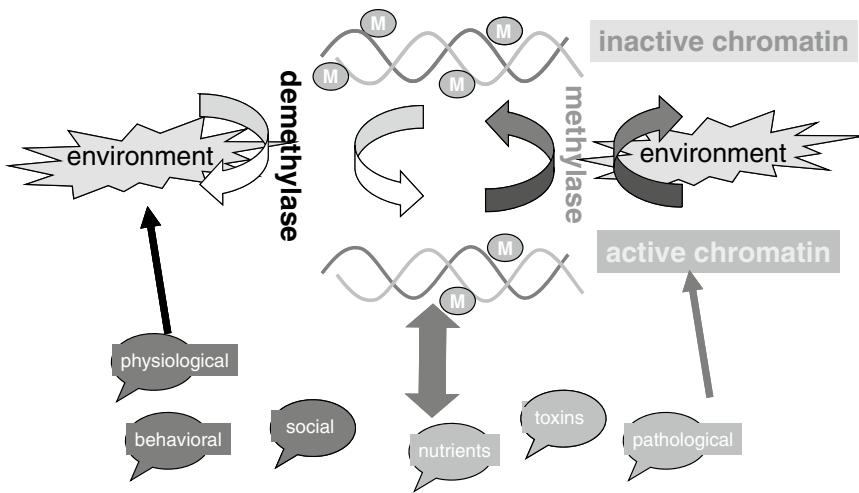 M
M
inactive chromatin
M
M
demethylase
methylase
environment
environment
M
active chromatin
M
physiological
behavioral
social
nutrients
toxins
pathological